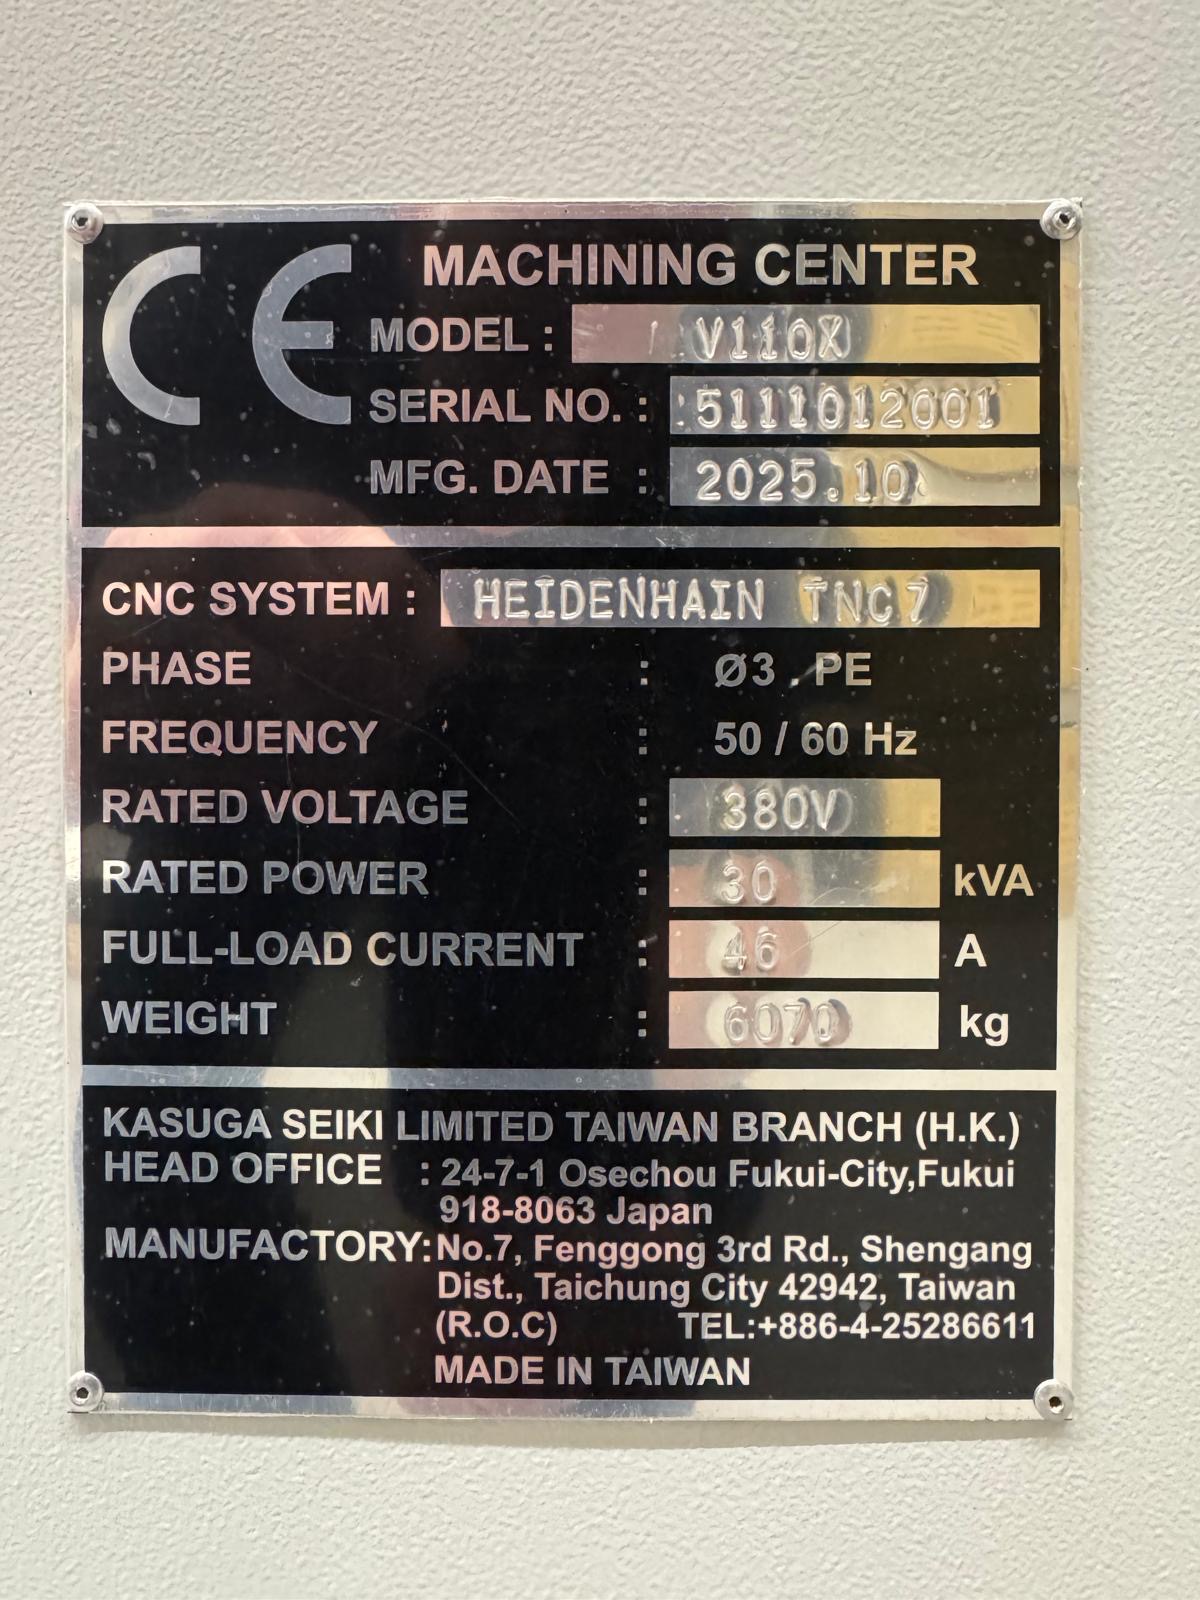 CE
MACHINING CENTER
MODEL : V110X
SERIAL NO. : 5111012001
MFG. DATE : 2025.10
CNC SYSTEM : HEIDENHAIN TNC7
PHASE : Ø3 . PE
FREQUENCY : 50 / 60 Hz
RATED VOLTAGE : 380V
RATED POWER : 30 kVA
FULL-LOAD CURRENT : 46 A
WEIGHT : 6070 kg
KASUGA SEIKI LIMITED TAIWAN BRANCH (H.K.)
HEAD OFFICE : 24-7-1 Osechou Fukui-City,Fukui
918-8063 Japan
MANUFACTORY:No.7, Fenggong 3rd Rd., Shengang
Dist., Taichung City 42942, Taiwan
(R.O.C) TEL:+886-4-25286611
MADE IN TAIWAN